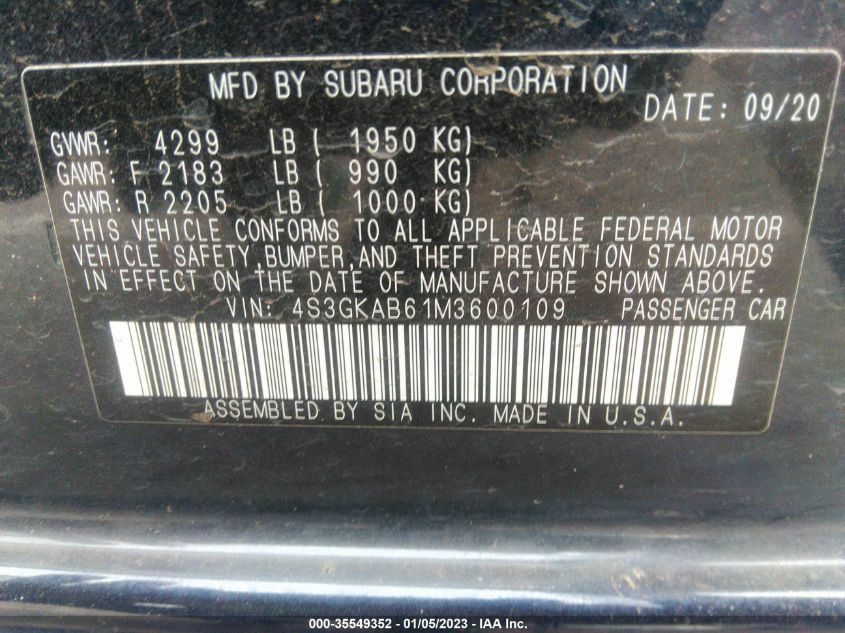 MFD BY SUBARU CORPORATION
DATE: 09/20
GVWR: 4299 LB ( 1950 KG)
GAWR: F 2183 LB ( 990 KG)
GAWR: R 2205 LB ( 1000 KG)
THIS VEHICLE CONFORMS TO ALL APPLICABLE FEDERAL MOTOR
VEHICLE SAFETY, BUMPER, AND THEFT PREVENTION STANDARDS
IN EFFECT ON THE DATE OF MANUFACTURE SHOWN ABOVE.
VIN: 4S3GKAB61M3600109 PASSENGER CAR
ASSEMBLED BY SIA INC. MADE IN U.S.A.
000-35549352 - 01/05/2023 - IAA Inc.